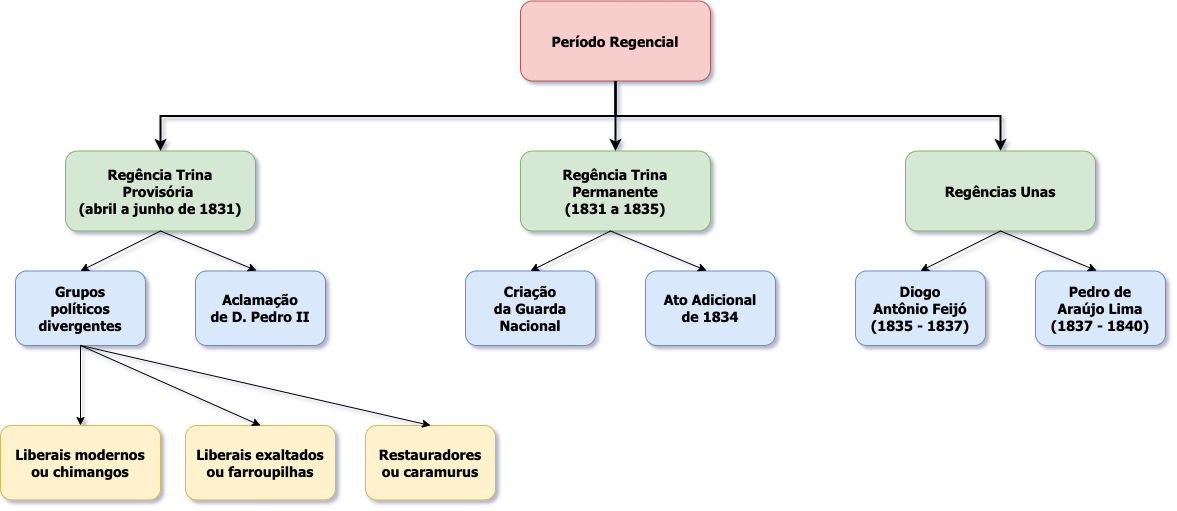 Período Regencial
Regência Trina
Provisória
(abril a junho de 1831)
Regência Trina
Permanente
(1831 a 1835)
Regências Unas
Grupos
políticos
divergentes
Aclamação
de D. Pedro II
Criação
da Guarda
Nacional
Ato Adicional
de 1834
Diogo
Antônio Feijó
(1835 - 1837)
Pedro de
Araújo Lima
(1837 - 1840)
Liberais modernos
ou chimangos
Liberais exaltados
ou farroupilhas
Restauradores
ou caramurus